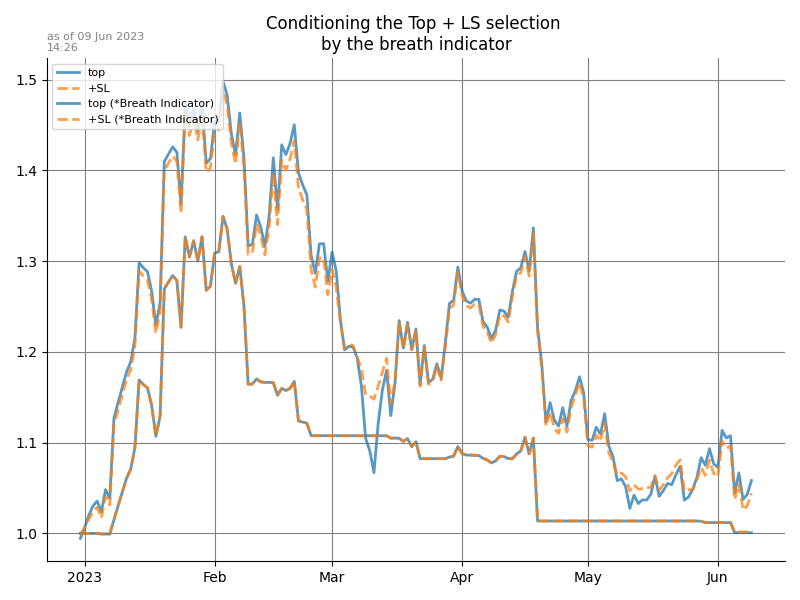 Conditioning the Top + LS selection
by the breath indicator
as of 09 Jun 2023
14:26
top
+SL
top (*Breath Indicator)
+SL (*Breath Indicator)
1.5
1.4
1.3
1.2
1.1
1.0
2023 Feb Mar Apr May Jun